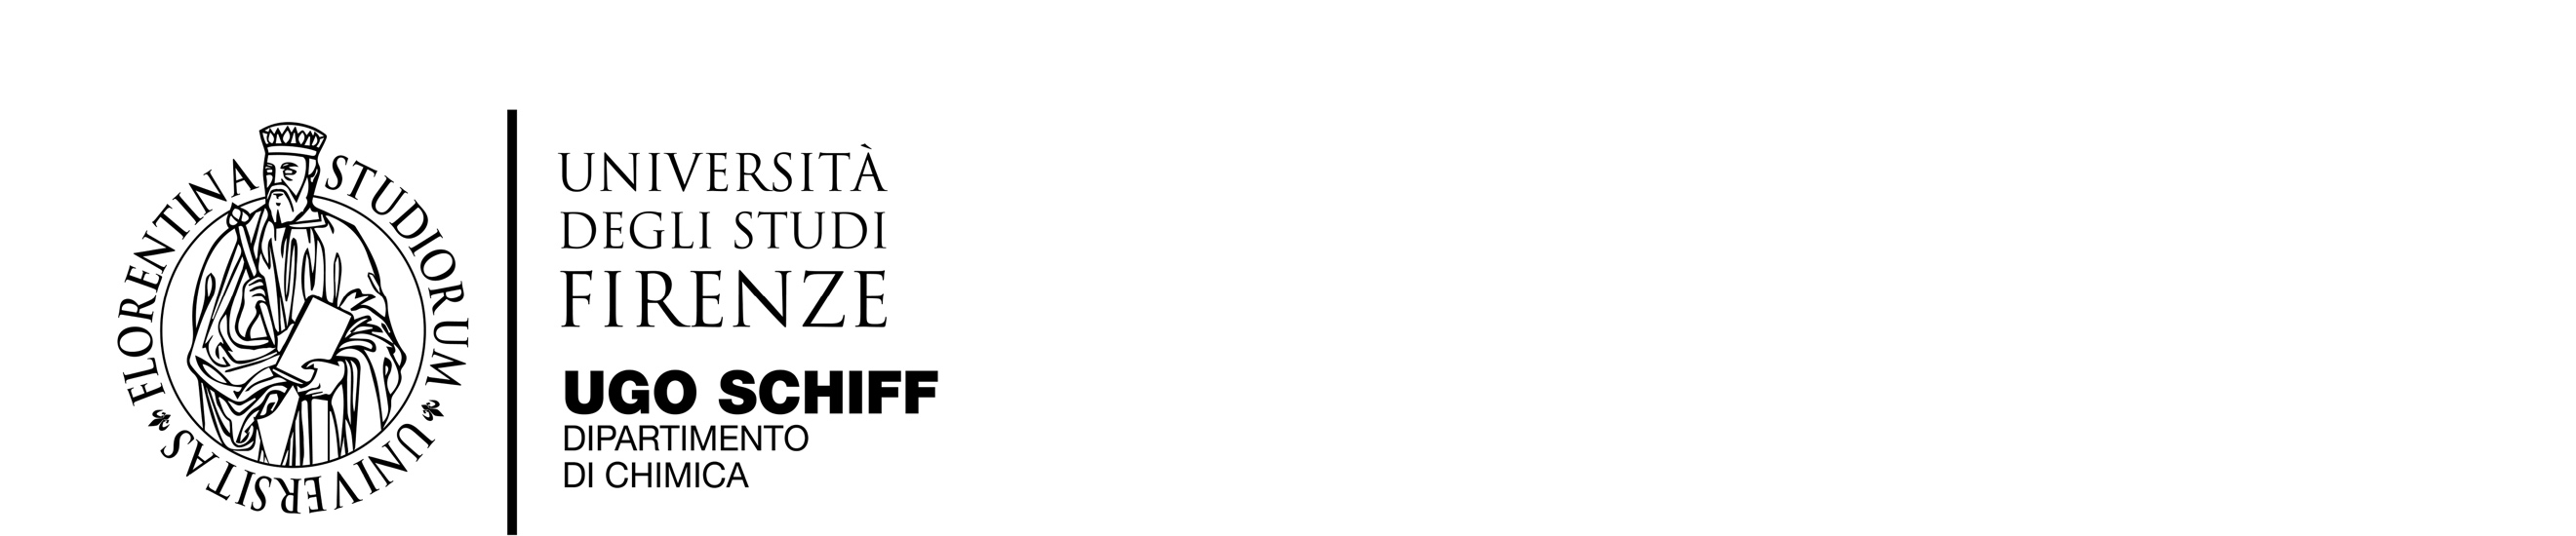 FLORENTINA STUDIORUM UNIVERSITAS
UNIVERSITÀ
DEGLI STUDI
FIRENZE
UGO SCHIFF
DIPARTIMENTO
DI CHIMICA